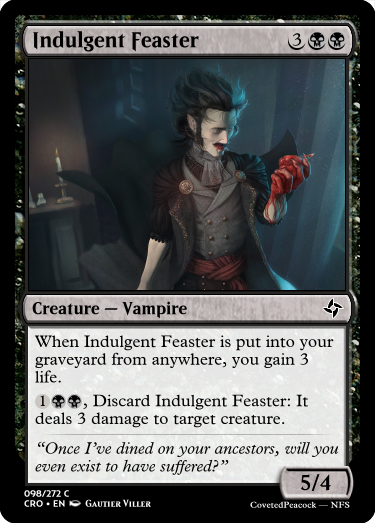 Indulgent Feaster 3
Creature — Vampire
When Indulgent Feaster is put into your
graveyard from anywhere, you gain 3
life.
1, Discard Indulgent Feaster: It
deals 3 damage to target creature.
“Once I’ve dined on your ancestors, will you
even exist to have suffered?”
5/4
098/272 C
CRO • EN Gautier Viller
CovetedPeacock — NFS